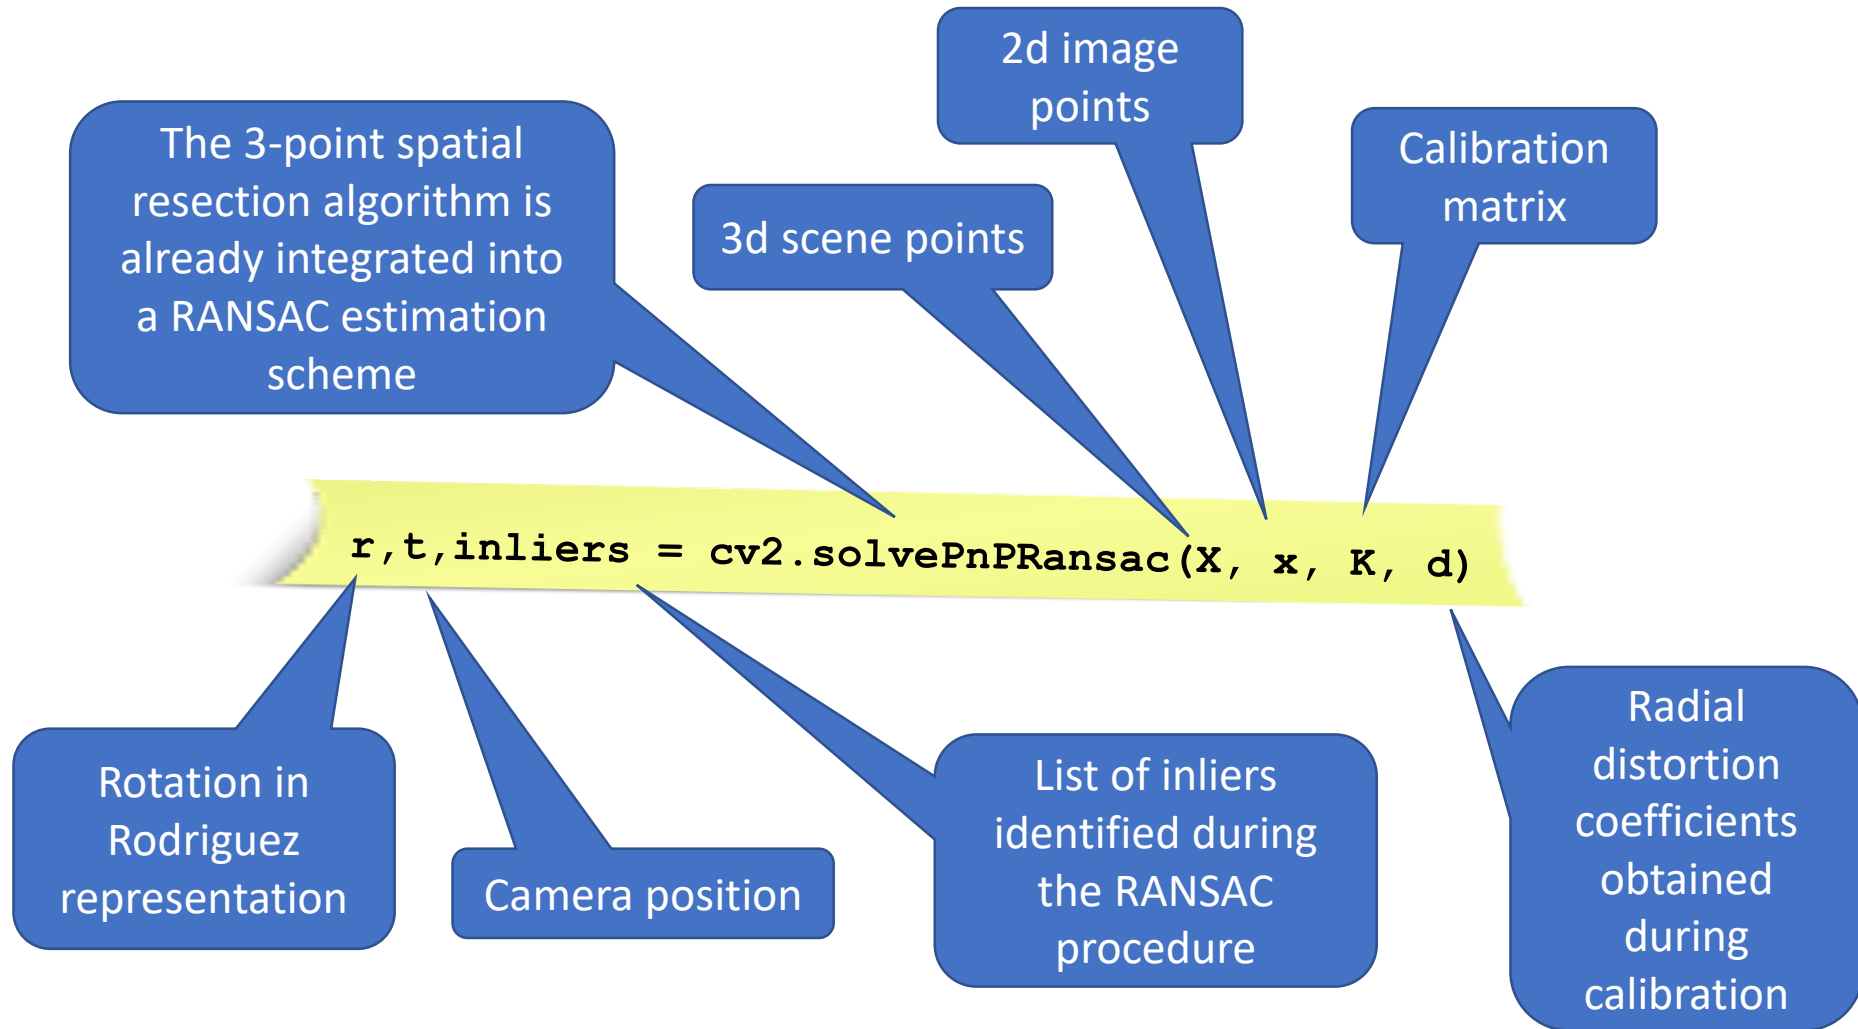 2d image
points
The 3-point spatial
resection algorithm is
already integrated into
a RANSAC estimation
scheme
3d scene points
Calibration
matrix
r,t,inliers = cv2.solvePnPRansac(X, x, K, d)
Rotation in
Rodriguez
representation
Camera position
List of inliers
identified during
the RANSAC
procedure
Radial
distortion
coefficients
obtained
during
calibration